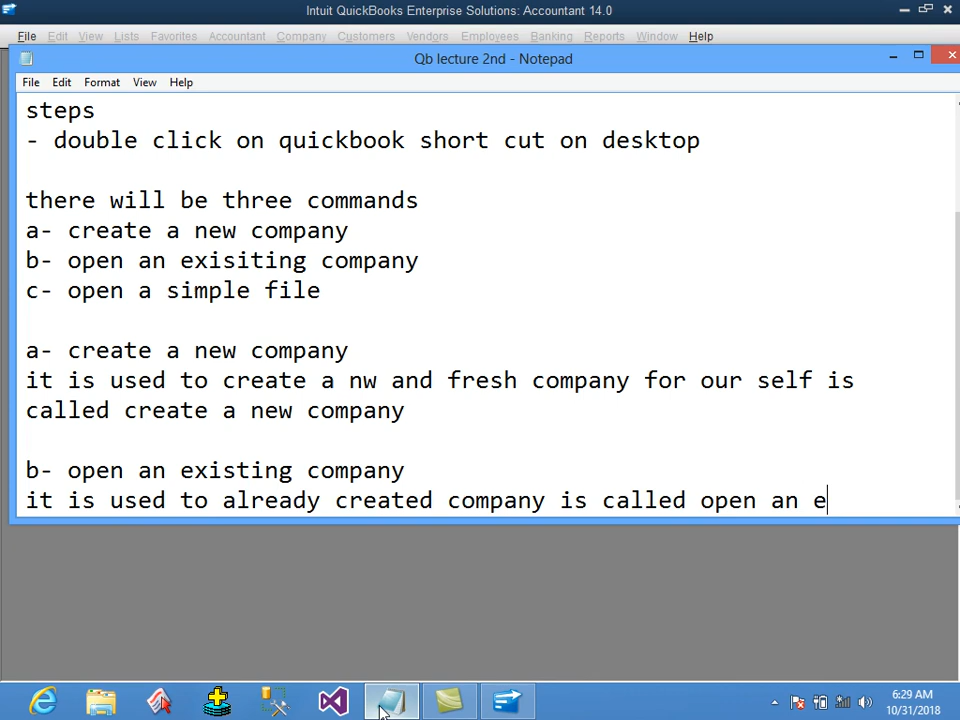 Intuit QuickBooks Enterprise Solutions: Accountant 14.0
File Edit View Lists Favorites Accountant Company Customers Vendors Employees Banking Reports Window Help
Qb lecture 2nd - Notepad
File Edit Format View Help
steps
- double click on quickbook short cut on desktop
there will be three commands
a- create a new company
b- open an exisiting company
c- open a simple file
a- create a new company
it is used to create a nw and fresh company for our self is
called create a new company
b- open an existing company
it is used to already created company is called open an e
6:29 AM
10/31/2018